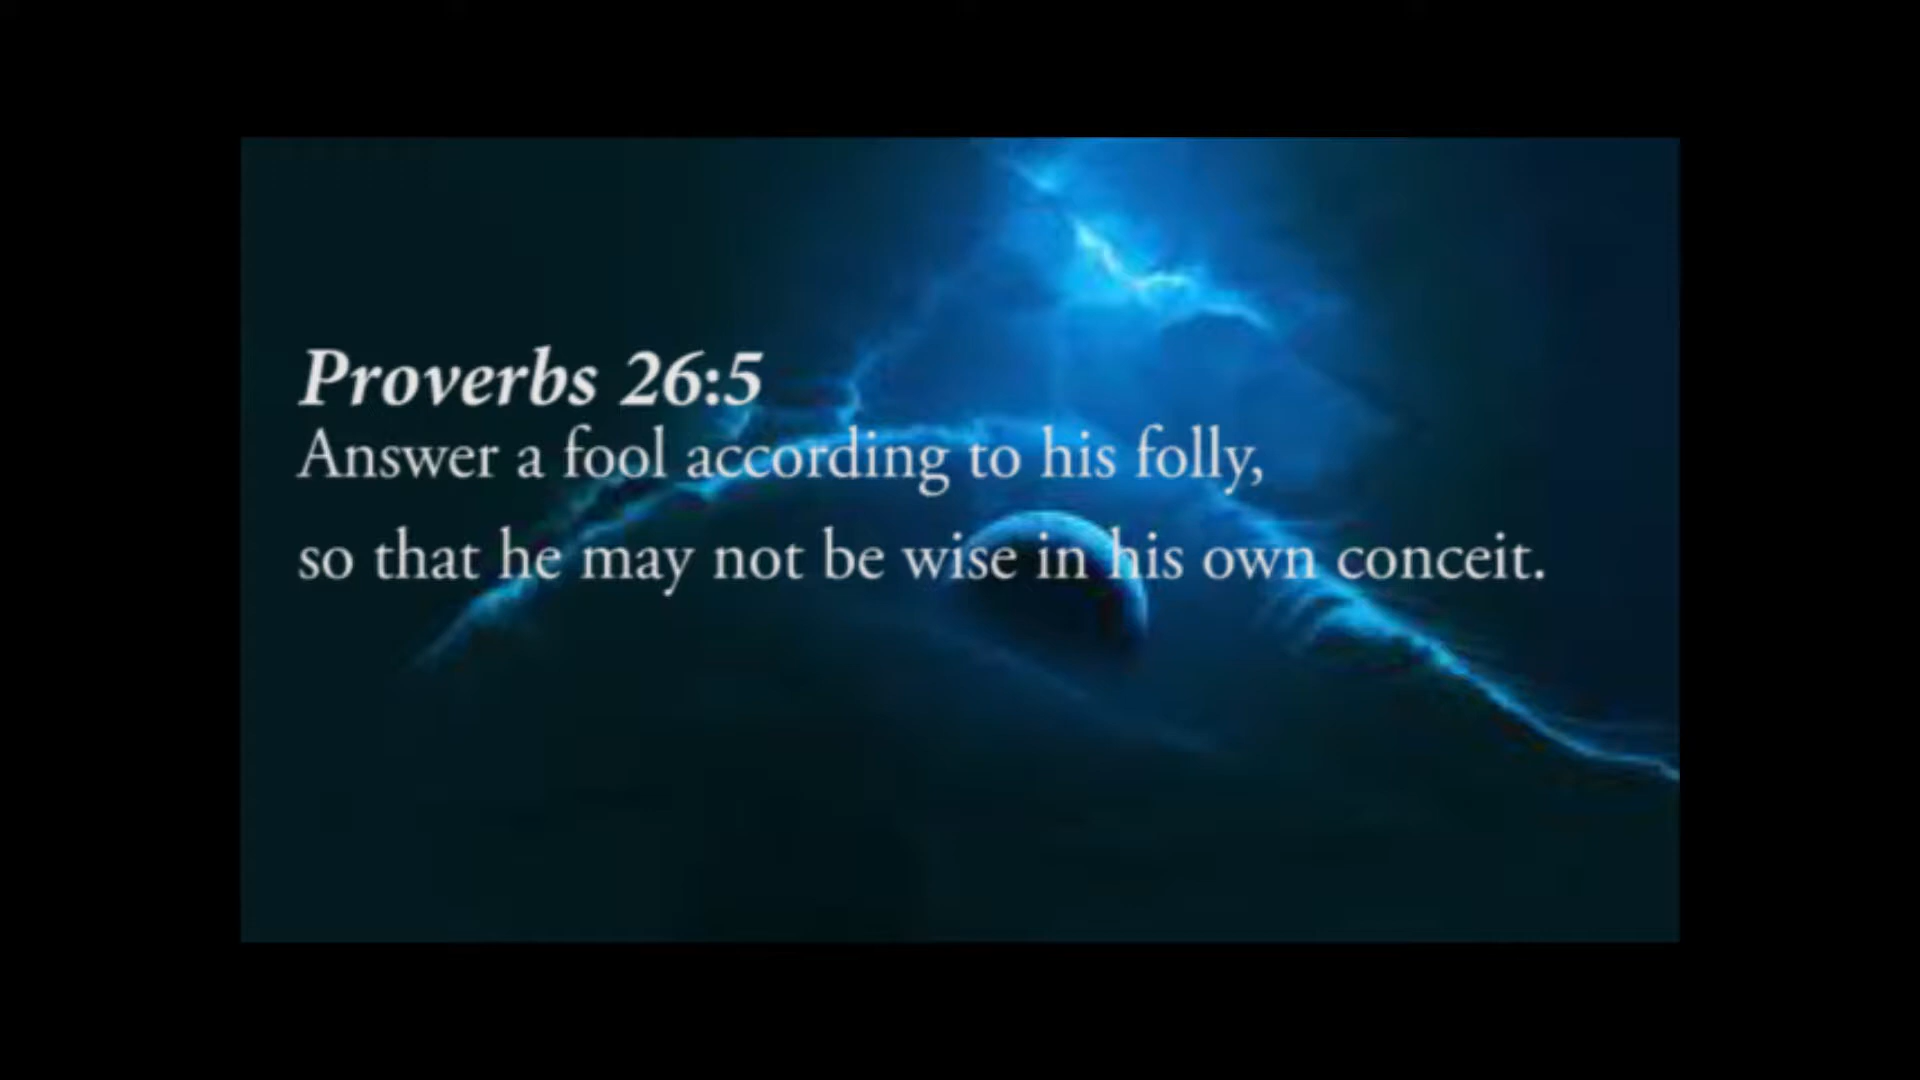 Proverbs 26:5
Answer a fool according to his folly,
so that he may not be wise in his own conceit.